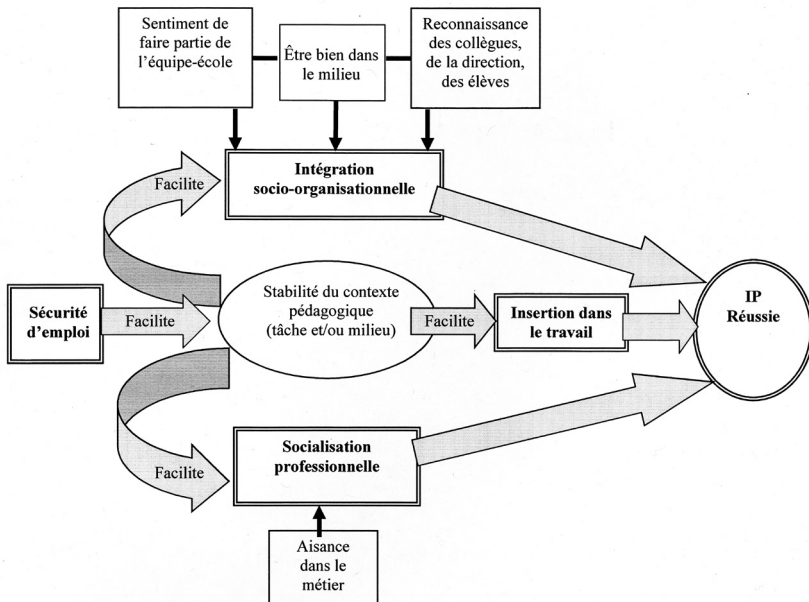 Sentiment de
faire partie de
l'équipe-école
Être bien dans
le milieu
Reconnaissance
des collègues,
de la direction,
des élèves
Facilite
Intégration
socio-organisationnelle
Sécurité
d'emploi
Facilite
Stabilité du contexte
pédagogique
(tâche et/ou milieu)
Facilite
Insertion dans
le travail
IP
Réussie
Facilite
Socialisation
professionnelle
Aisance
dans le
métier